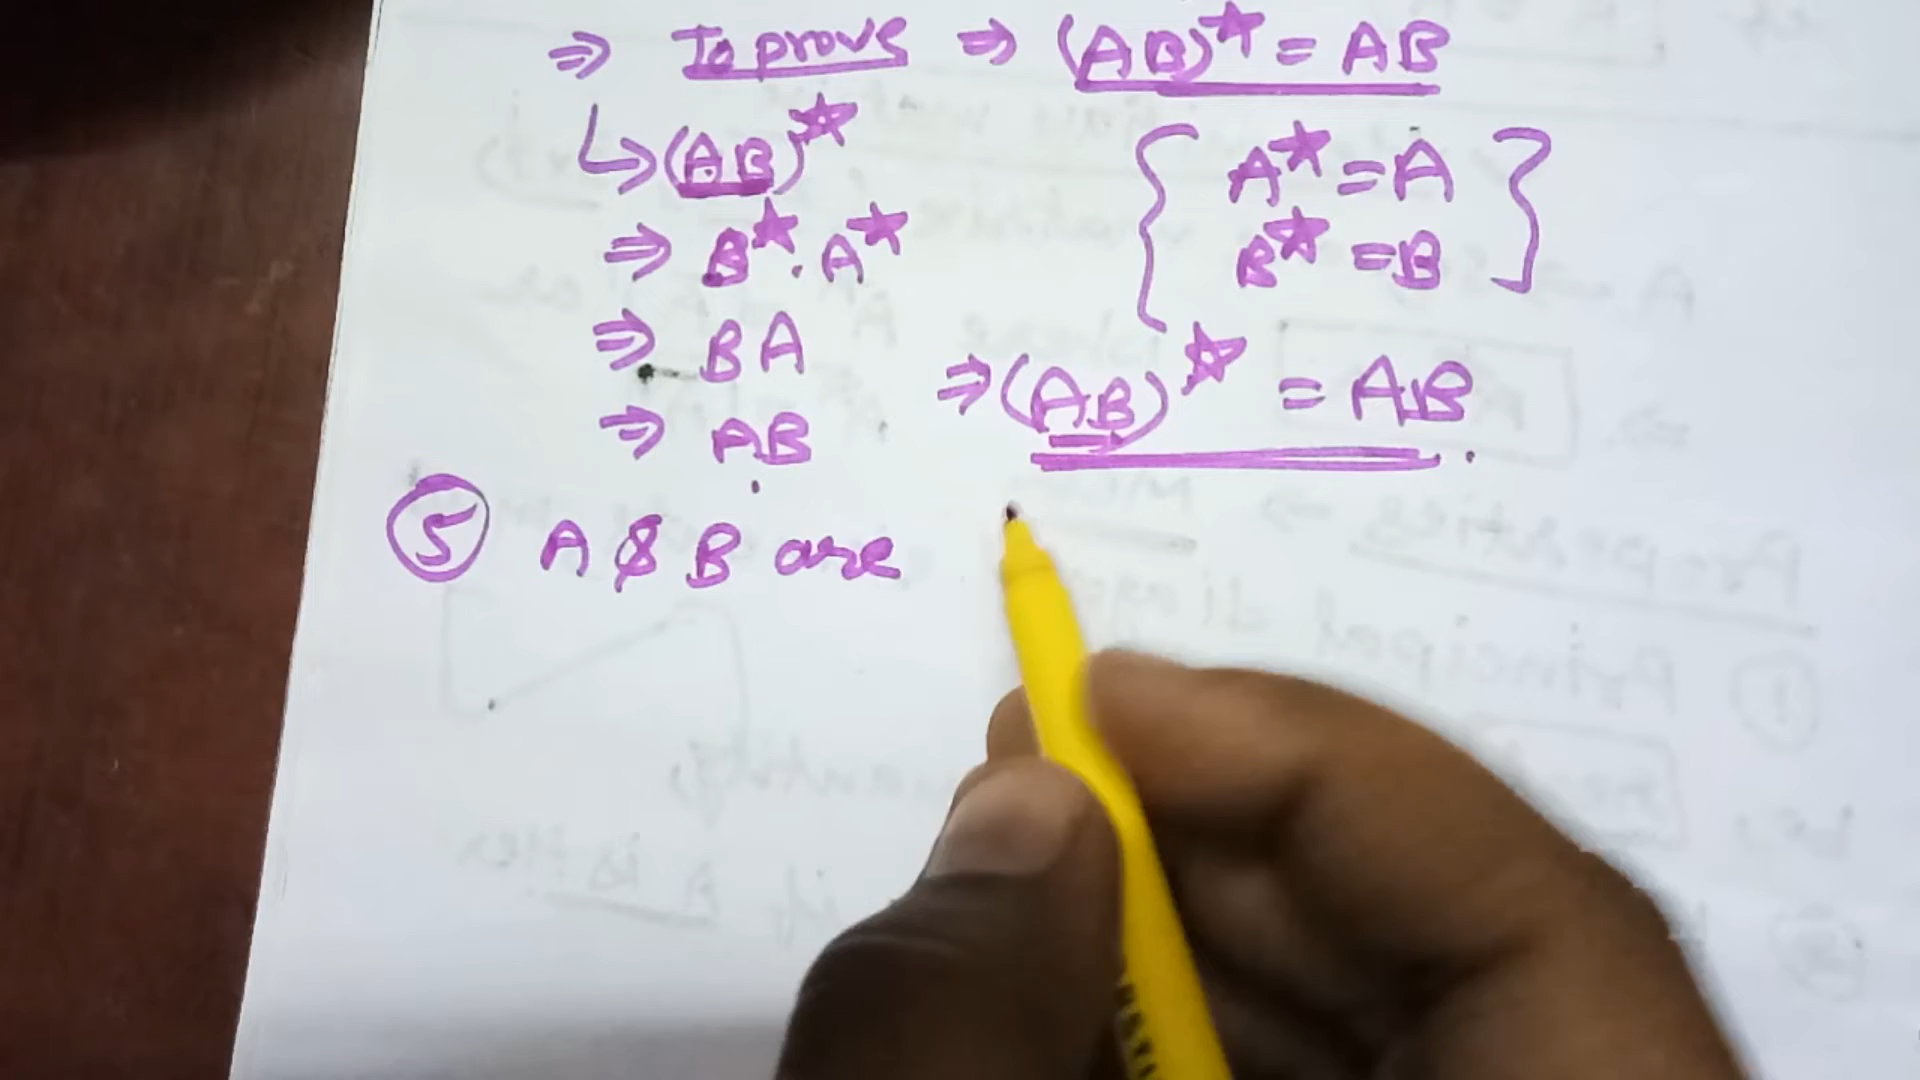 ⇒ To prove ⇒ (AB)* = AB
↳ (AB)*
{ A* = A
B* = B }
⇒ B* . A*
⇒ BA
⇒ AB
⇒ (AB)* = AB .
⑤ A & B are